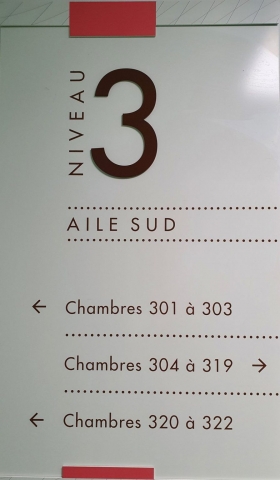 NIVEAU
3
AILE SUD
← Chambres 301 à 303
Chambres 304 à 319 →
← Chambres 320 à 322